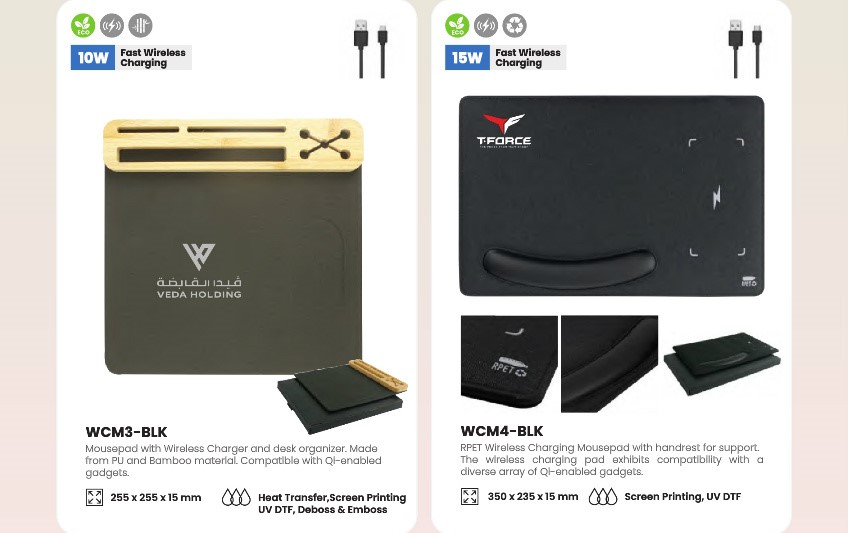 ECO
10W Fast Wireless
Charging
فيدا القابضة
VEDA HOLDING
WCM3-BLK
Mousepad with Wireless Charger and desk organizer. Made
from PU and Bamboo material. Compatible with Qi-enabled
gadgets.
255 x 255 x 15 mm
Heat Transfer,Screen Printing
UV DTF, Deboss & Emboss
ECO
15W Fast Wireless
Charging
T-FORCE
RPET
RPET
WCM4-BLK
RPET Wireless Charging Mousepad with handrest for support.
The wireless charging pad exhibits compatibility with a
diverse array of Qi-enabled gadgets.
350 x 235 x 15 mm
Screen Printing, UV DTF